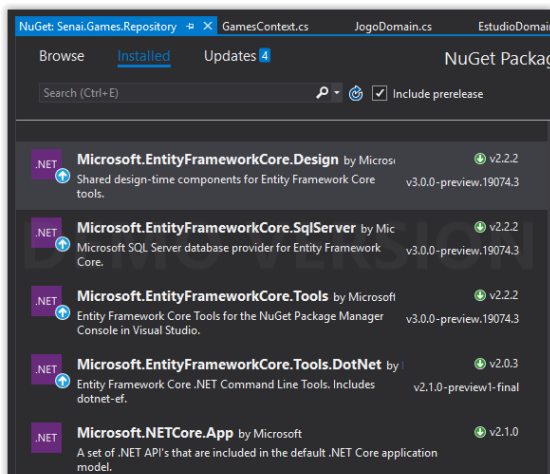 NuGet: Senai.Games.Repository GamesContext.cs JogoDomain.cs EstudioDomain
Browse Installed Updates 4 NuGet Packag
Search (Ctrl+E) Include prerelease
.NET Microsoft.EntityFrameworkCore.Design by Microso v2.2.2
Shared design-time components for Entity Framework Core v3.0.0-preview.19074.3
tools.
.NET Microsoft.EntityFrameworkCore.SqlServer by Mic v2.2.2
Microsoft SQL Server database provider for Entity Framework v3.0.0-preview.19074.3
Core.
DEMO VERSION
.NET Microsoft.EntityFrameworkCore.Tools by Microsoft v2.2.2
Entity Framework Core Tools for the NuGet Package Manager v3.0.0-preview.19074.3
Console in Visual Studio.
.NET Microsoft.EntityFrameworkCore.Tools.DotNet by v2.0.3
Entity Framework Core .NET Command Line Tools. Includes v2.1.0-preview1-final
dotnet-ef.
.NET Microsoft.NETCore.App by Microsoft v2.1.0
A set of .NET API's that are included in the default .NET Core application
model.